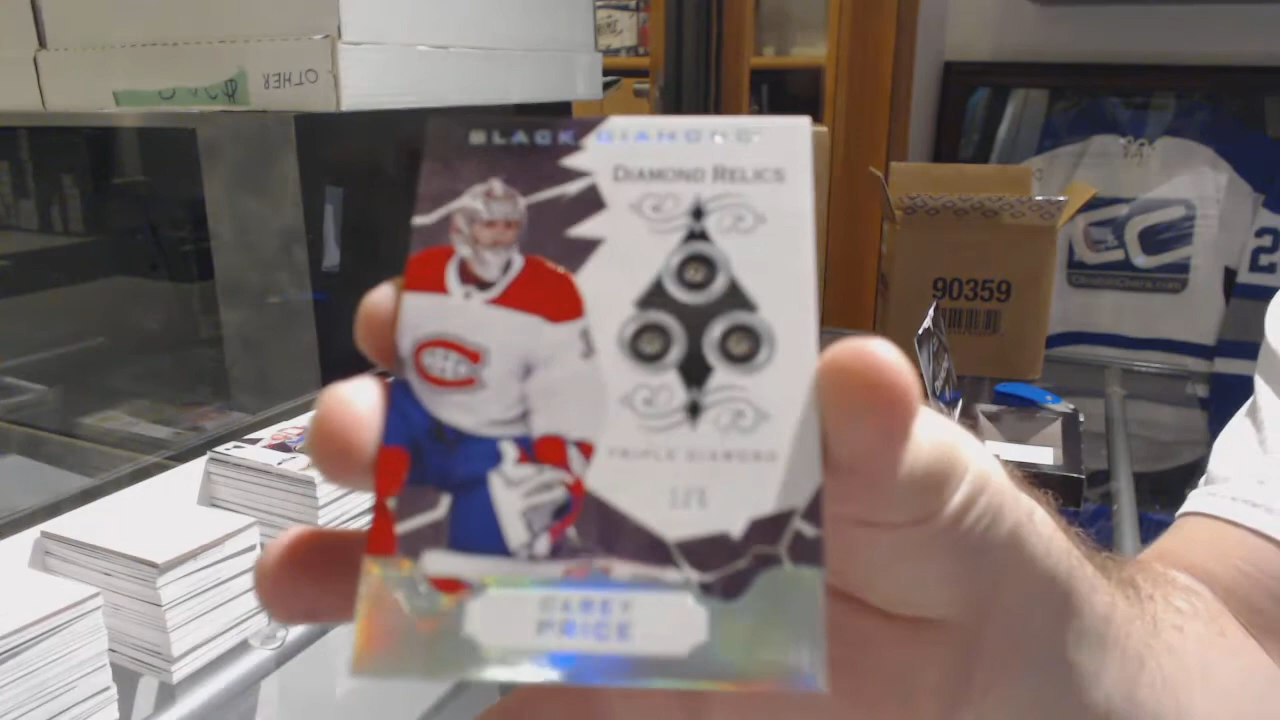 OTHER
BLACK DIAMOND
DIAMOND RELICS
TRIPLE DIAMOND
CAREY
PRICE
90359